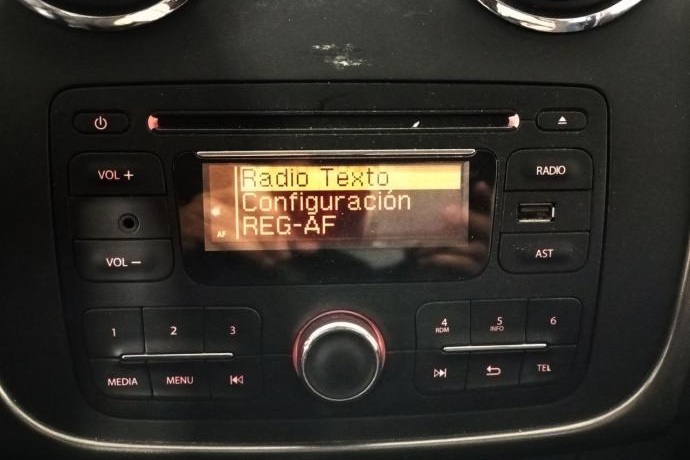 VOL +
Radio Texto
RADIO
Configuración
AF
REG-AF
VOL –
AST
1
2
3
4
RDM
5
INFO
6
MEDIA
MENU
TEL